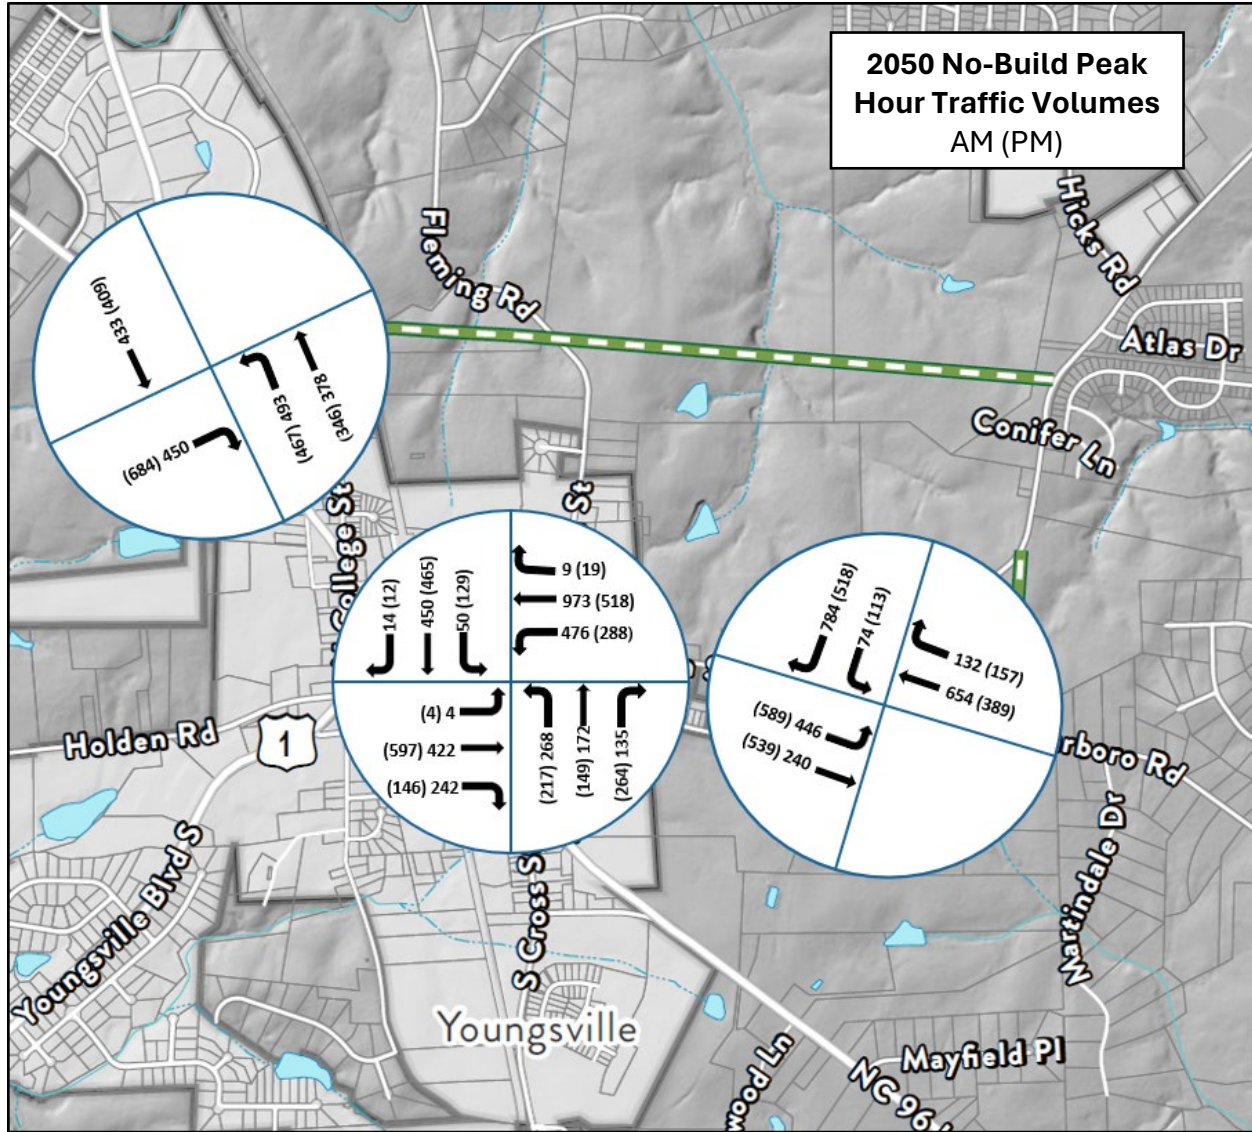 2050 No-Build Peak
Hour Traffic Volumes
AM (PM)
Hicks Rd
Fleming Rd
Atlas Dr
Conifer Ln
433 (409)
(346) 378
(467) 493
(684) 450
St
College St
9 (19)
973 (518)
476 (288)
14 (12)
450 (465)
50 (129)
(4) 4
(597) 422
(146) 242
(217) 268
(149) 172
(264) 135
784 (518)
74 (113)
132 (157)
654 (389)
(589) 446
(539) 240
Holden Rd
1
rboro Rd
Youngsville Blvd S
S Cross S
Martindale Dr
Youngsville
wood Ln
Mayfield Pl
NC 96